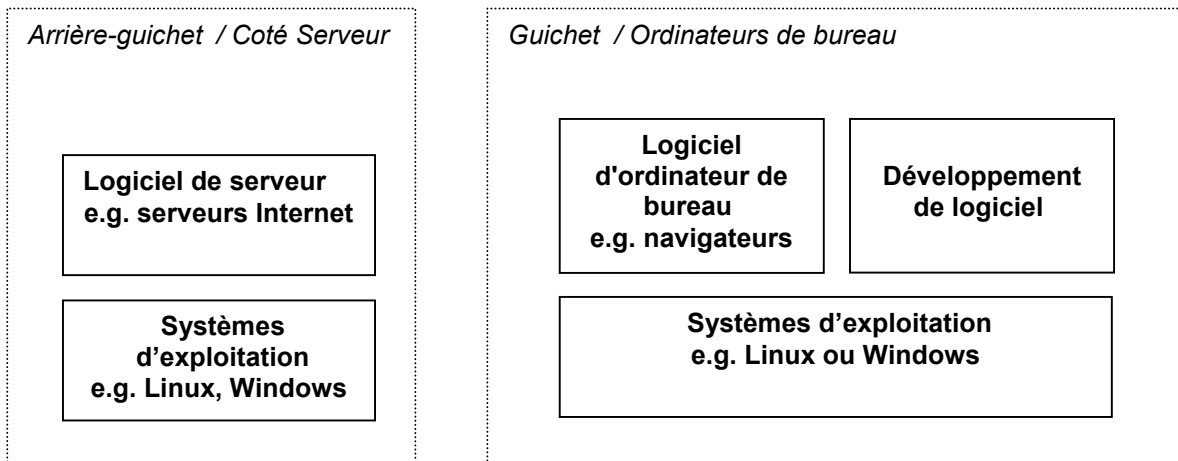 Arrière-guichet / Coté Serveur
Logiciel de serveur
e.g. serveurs Internet
Systèmes
d’exploitation
e.g. Linux, Windows
Guichet / Ordinateurs de bureau
Logiciel
d'ordinateur de
bureau
e.g. navigateurs
Développement
de logiciel
Systèmes d’exploitation
e.g. Linux ou Windows